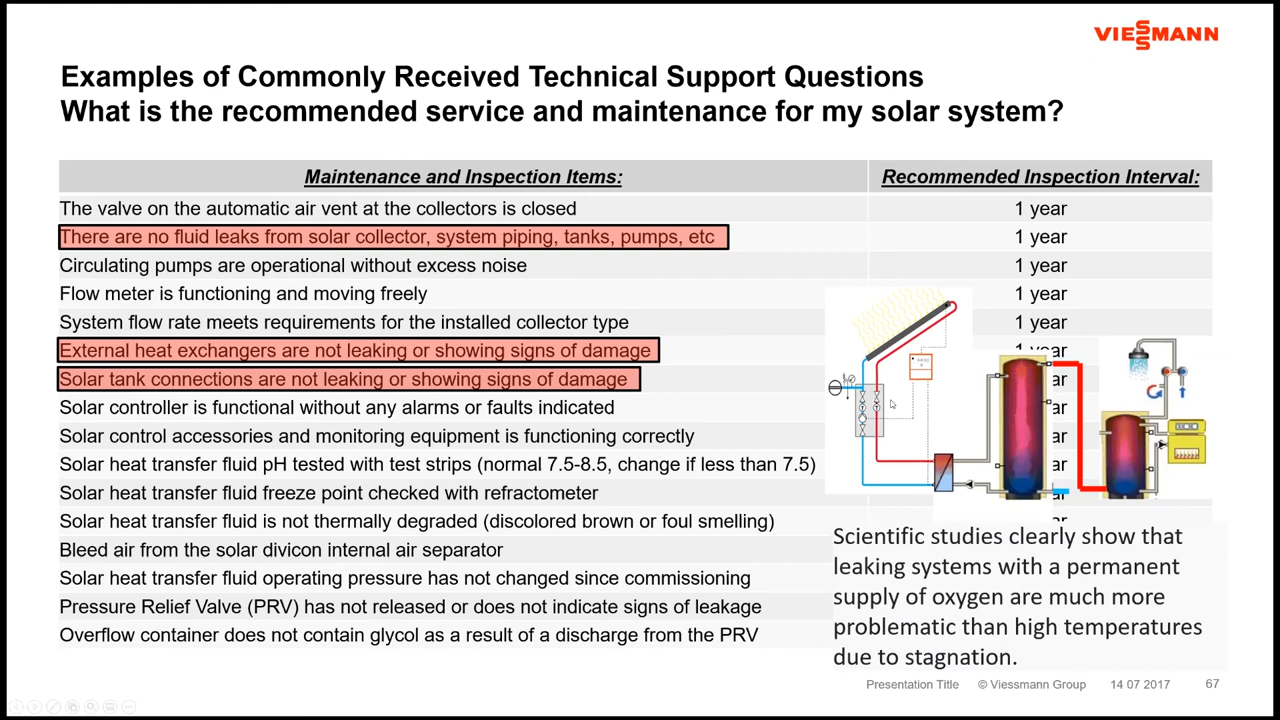 VIESSMANN
Examples of Commonly Received Technical Support Questions
What is the recommended service and maintenance for my solar system?
Maintenance and Inspection Items: Recommended Inspection Interval:
The valve on the automatic air vent at the collectors is closed 1 year
There are no fluid leaks from solar collector, system piping, tanks, pumps, etc 1 year
Circulating pumps are operational without excess noise 1 year
Flow meter is functioning and moving freely 1 year
System flow rate meets requirements for the installed collector type 1 year
External heat exchangers are not leaking or showing signs of damage
Solar tank connections are not leaking or showing signs of damage
Solar controller is functional without any alarms or faults indicated
Solar control accessories and monitoring equipment is functioning correctly
Solar heat transfer fluid pH tested with test strips (normal 7.5-8.5, change if less than 7.5)
Solar heat transfer fluid freeze point checked with refractometer
Solar heat transfer fluid is not thermally degraded (discolored brown or foul smelling)
Bleed air from the solar divicon internal air separator
Solar heat transfer fluid operating pressure has not changed since commissioning
Pressure Relief Valve (PRV) has not released or does not indicate signs of leakage
Overflow container does not contain glycol as a result of a discharge from the PRV
Scientific studies clearly show that
leaking systems with a permanent
supply of oxygen are much more
problematic than high temperatures
due to stagnation.
Presentation Title © Viessmann Group 14 07 2017 67